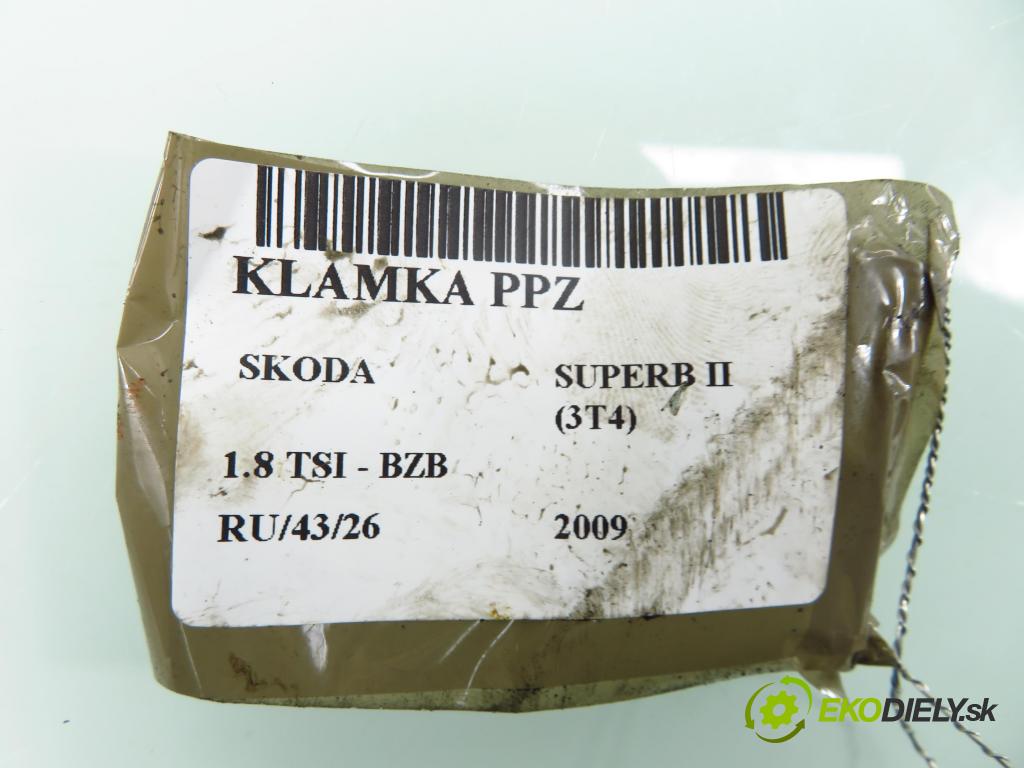 KLAMKA PPZ
SKODA SUPERB II
(3T4)
1.8 TSI - BZB
RU/43/26 2009
EKODIELY.sk